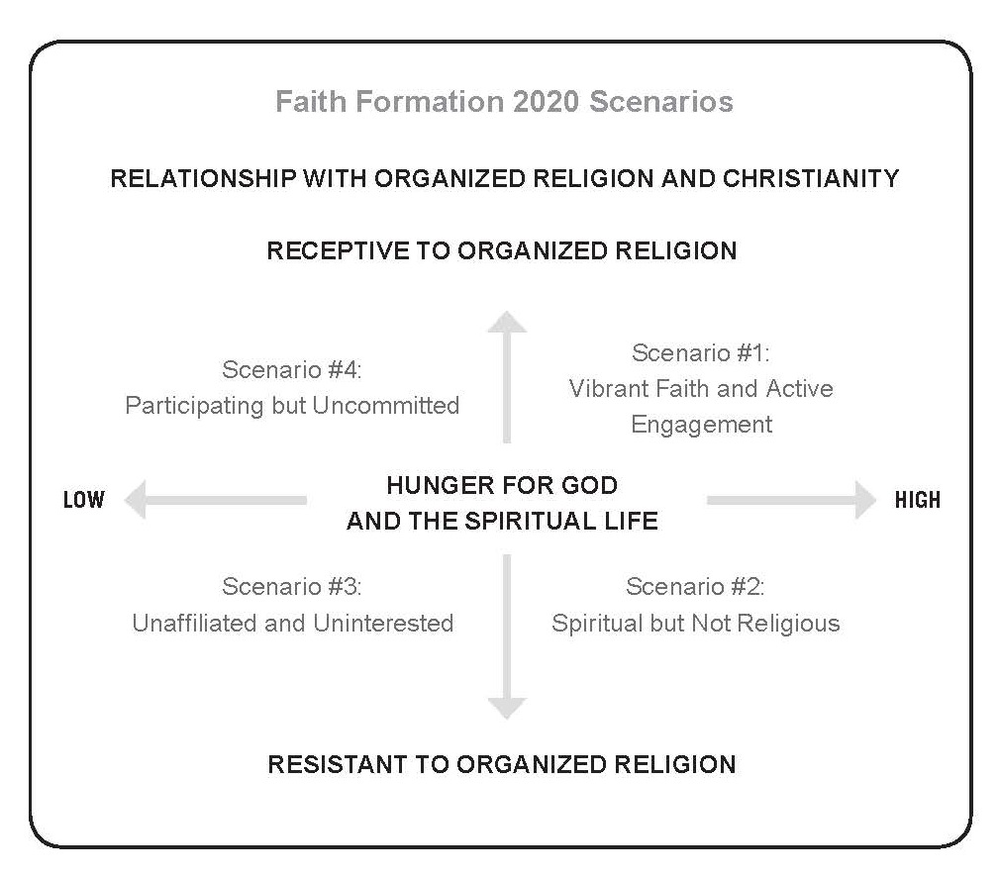 Faith Formation 2020 Scenarios
RELATIONSHIP WITH ORGANIZED RELIGION AND CHRISTIANITY
RECEPTIVE TO ORGANIZED RELIGION
Scenario #4:
Participating but Uncommitted
Scenario #1:
Vibrant Faith and Active
Engagement
LOW
HUNGER FOR GOD
AND THE SPIRITUAL LIFE
HIGH
Scenario #3:
Unaffiliated and Uninterested
Scenario #2:
Spiritual but Not Religious
RESISTANT TO ORGANIZED RELIGION